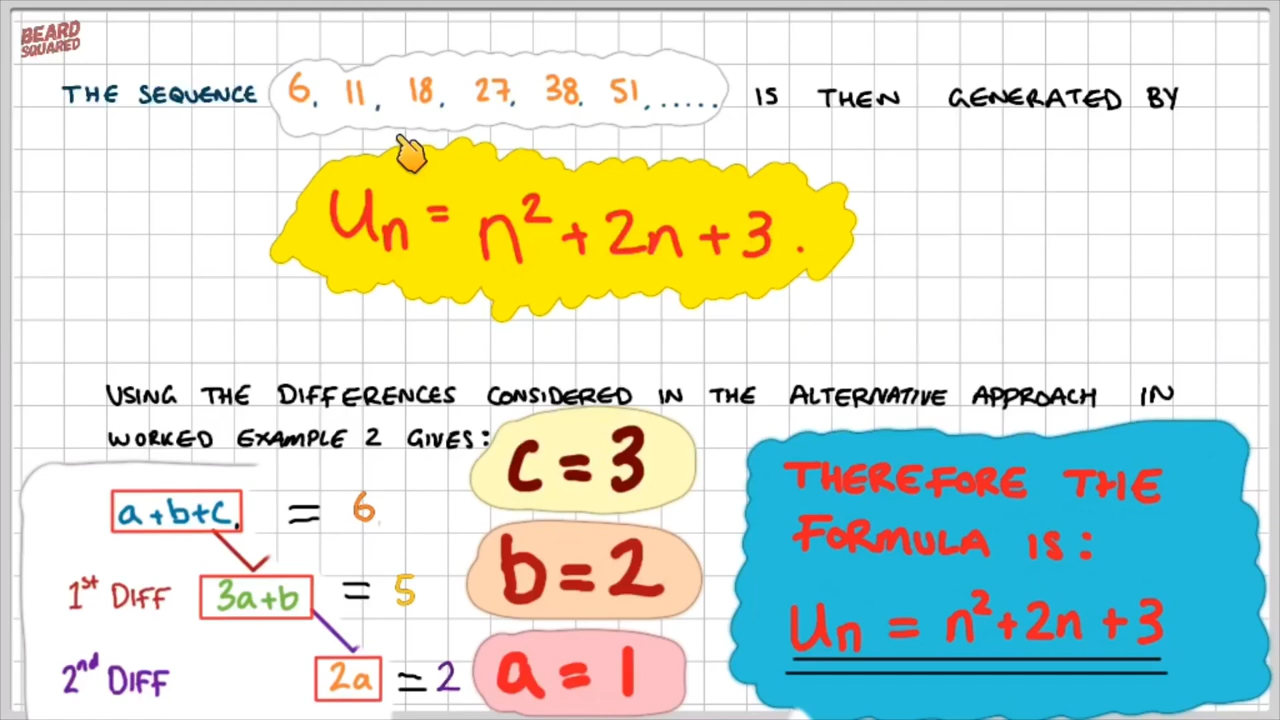 BEARD
SQUARED
THE SEQUENCE 6, 11, 18, 27, 38, 51, ..... IS THEN GENERATED BY
Uₙ = n² + 2n + 3.
USING THE DIFFERENCES CONSIDERED IN THE ALTERNATIVE APPROACH IN
WORKED EXAMPLE 2 GIVES:
a+b+c. = 6
1st DIFF 3a+b = 5
2nd DIFF 2a = 2
c = 3
b = 2
a = 1
THEREFORE THE
FORMULA IS:
Uₙ = n² + 2n + 3